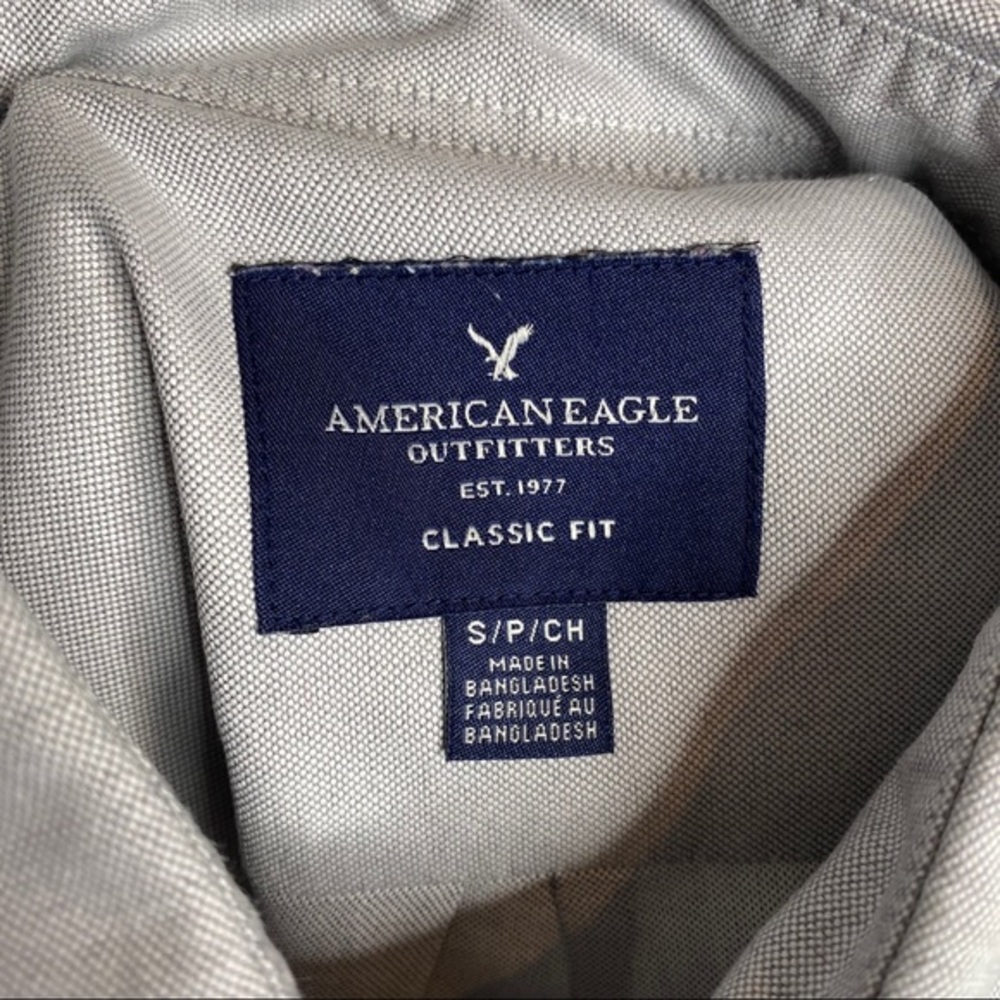 AMERICAN EAGLE
OUTFITTERS
EST. 1977
CLASSIC FIT
S/P/CH
MADE IN
BANGLADESH
FABRIQUÉ AU
BANGLADESH